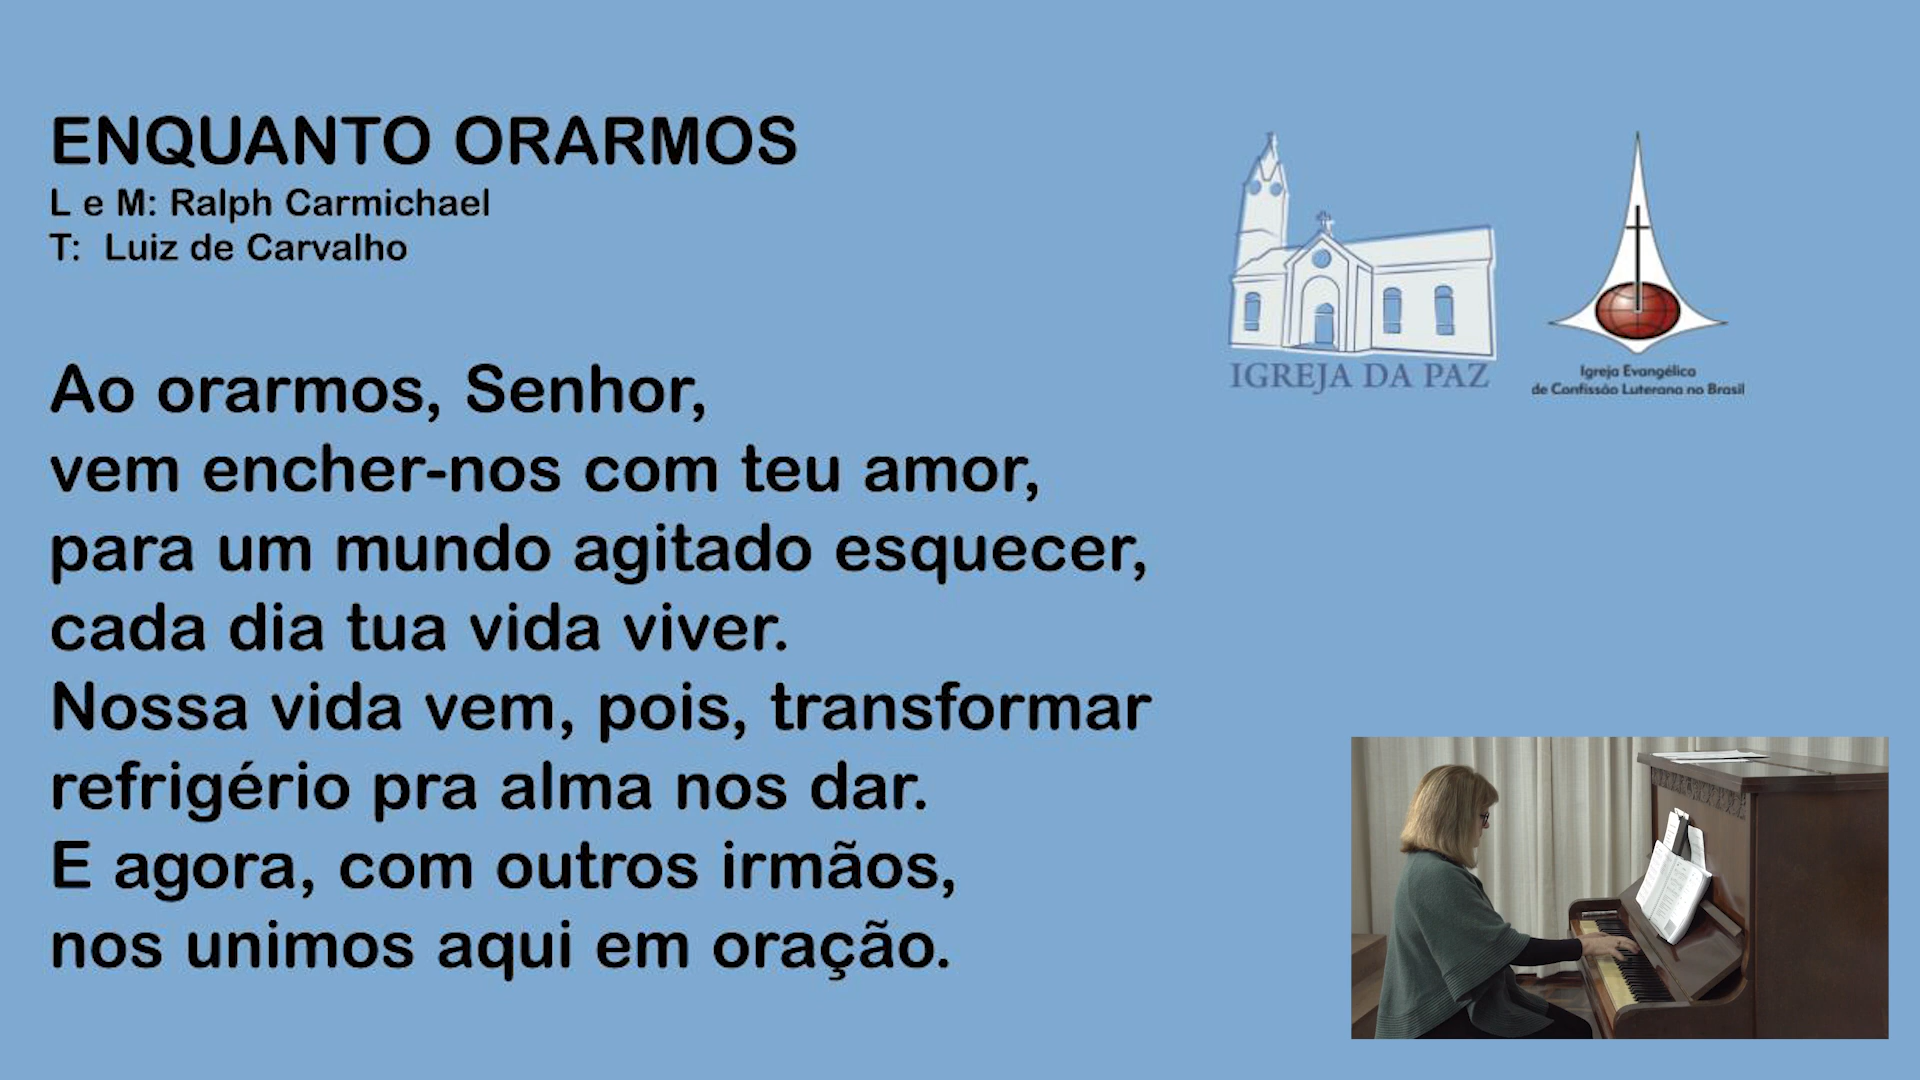 ENQUANTO ORARMOS
L e M: Ralph Carmichael
T: Luiz de Carvalho
Ao orarmos, Senhor,
vem encher-nos com teu amor,
para um mundo agitado esquecer,
cada dia tua vida viver.
Nossa vida vem, pois, transformar
refrigério pra alma nos dar.
E agora, com outros irmãos,
nos unimos aqui em oração.
IGREJA DA PAZ
Igreja Evangélica
de Confissão Luterana no Brasil